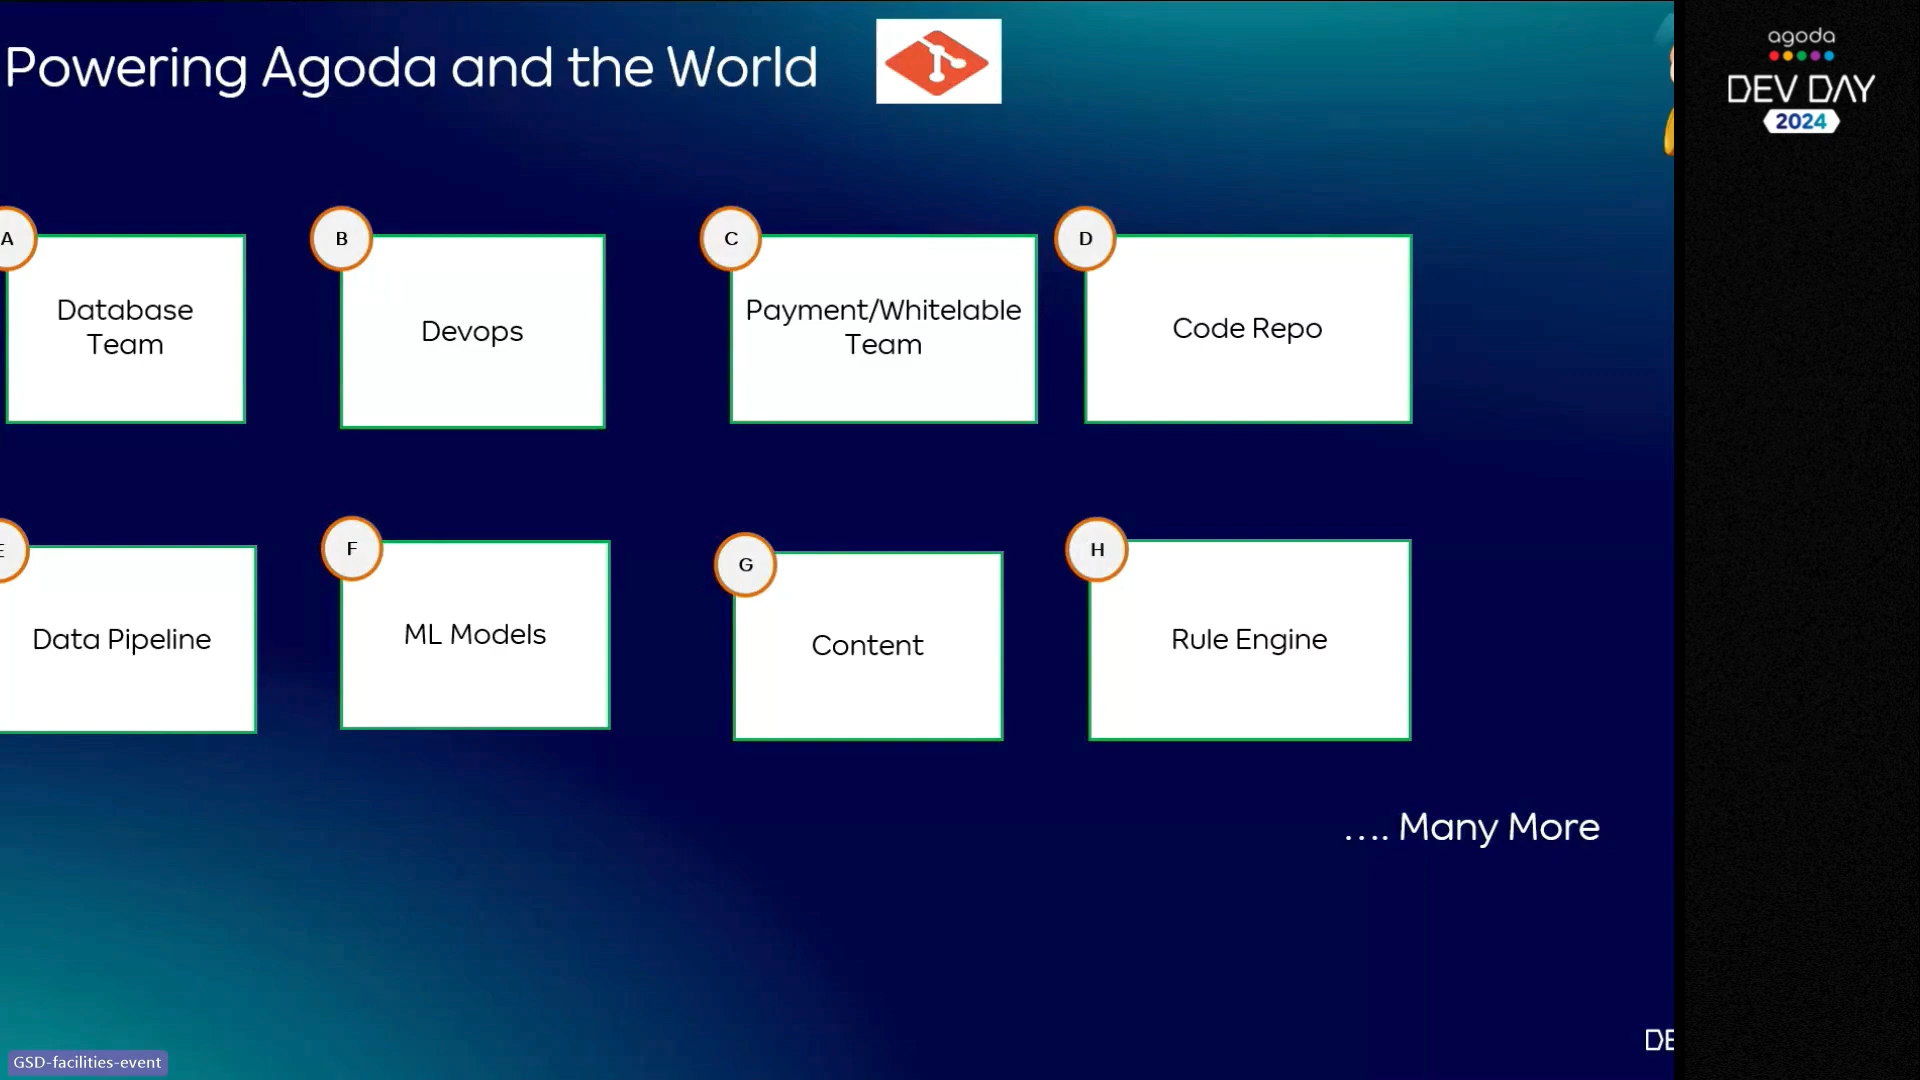 Powering Agoda and the World
agoda
DEV DAY
2024
A
B
C
D
Database
Team
Devops
Payment/Whitelable
Team
Code Repo
E
F
G
H
Data Pipeline
ML Models
Content
Rule Engine
.... Many More
DE
GSD-facilities-event